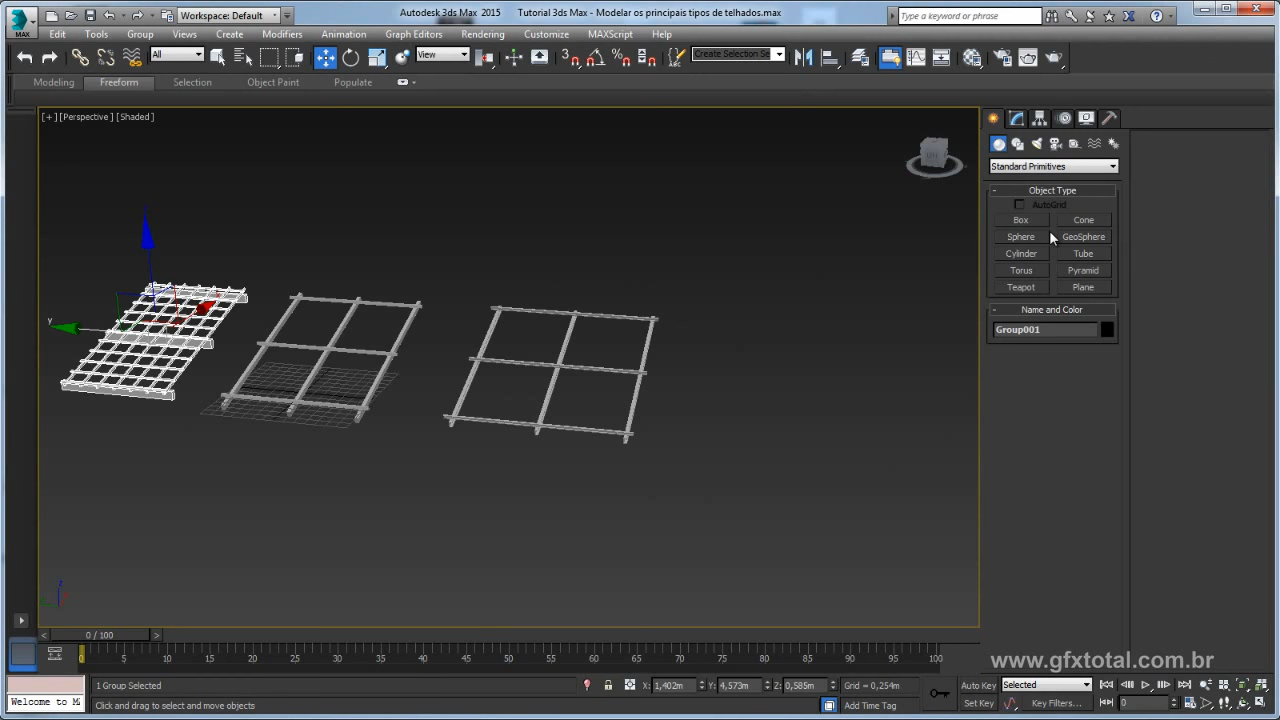 Autodesk 3ds Max 2015 Tutorial 3ds Max - Modelar os principais tipos de telhados.max
Workspace: Default
Type a keyword or phrase
MAX
Edit Tools Group Views Create Modifiers Animation Graph Editors Rendering Customize MAXScript Help
All
View
Create Selection Se
Modeling Freeform Selection Object Paint Populate
[+] [Perspective] [Shaded]
Standard Primitives
- Object Type
AutoGrid
Box Cone
Sphere GeoSphere
Cylinder Tube
Torus Pyramid
Teapot Plane
- Name and Color
Group001
y
z
< 0 / 100 >
0 5 10 15 20 25 30 35 40 45 50 55 60 65 70 75 80 85 90 95 100
www.gfxtotal.com.br
1 Group Selected
X: 1,402m Y: 4,573m Z: 0,585m Grid = 0,254m
Auto Key Selected
Welcome to M
Click and drag to select and move objects
Add Time Tag
Set Key Key Filters... 0